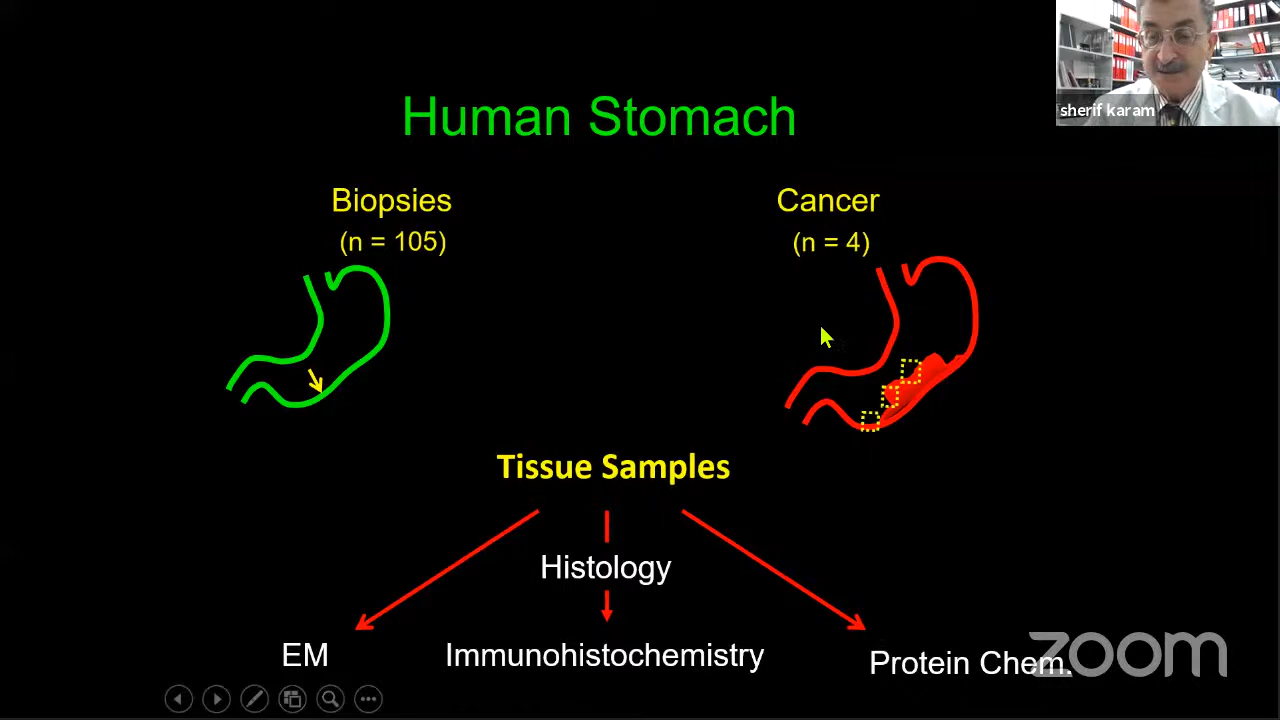 sherif karam
Human Stomach
Biopsies
(n = 105)
Cancer
(n = 4)
Tissue Samples
Histology
EM
Immunohistochemistry
Protein Chem.
zoom